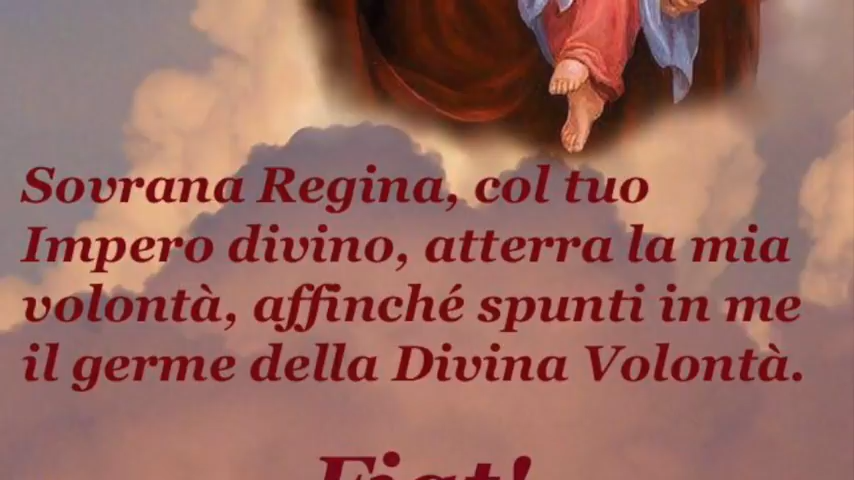 Sovrana Regina, col tuo
Impero divino, atterra la mia
volontà, affinché spunti in me
il germe della Divina Volontà.
Fiat!